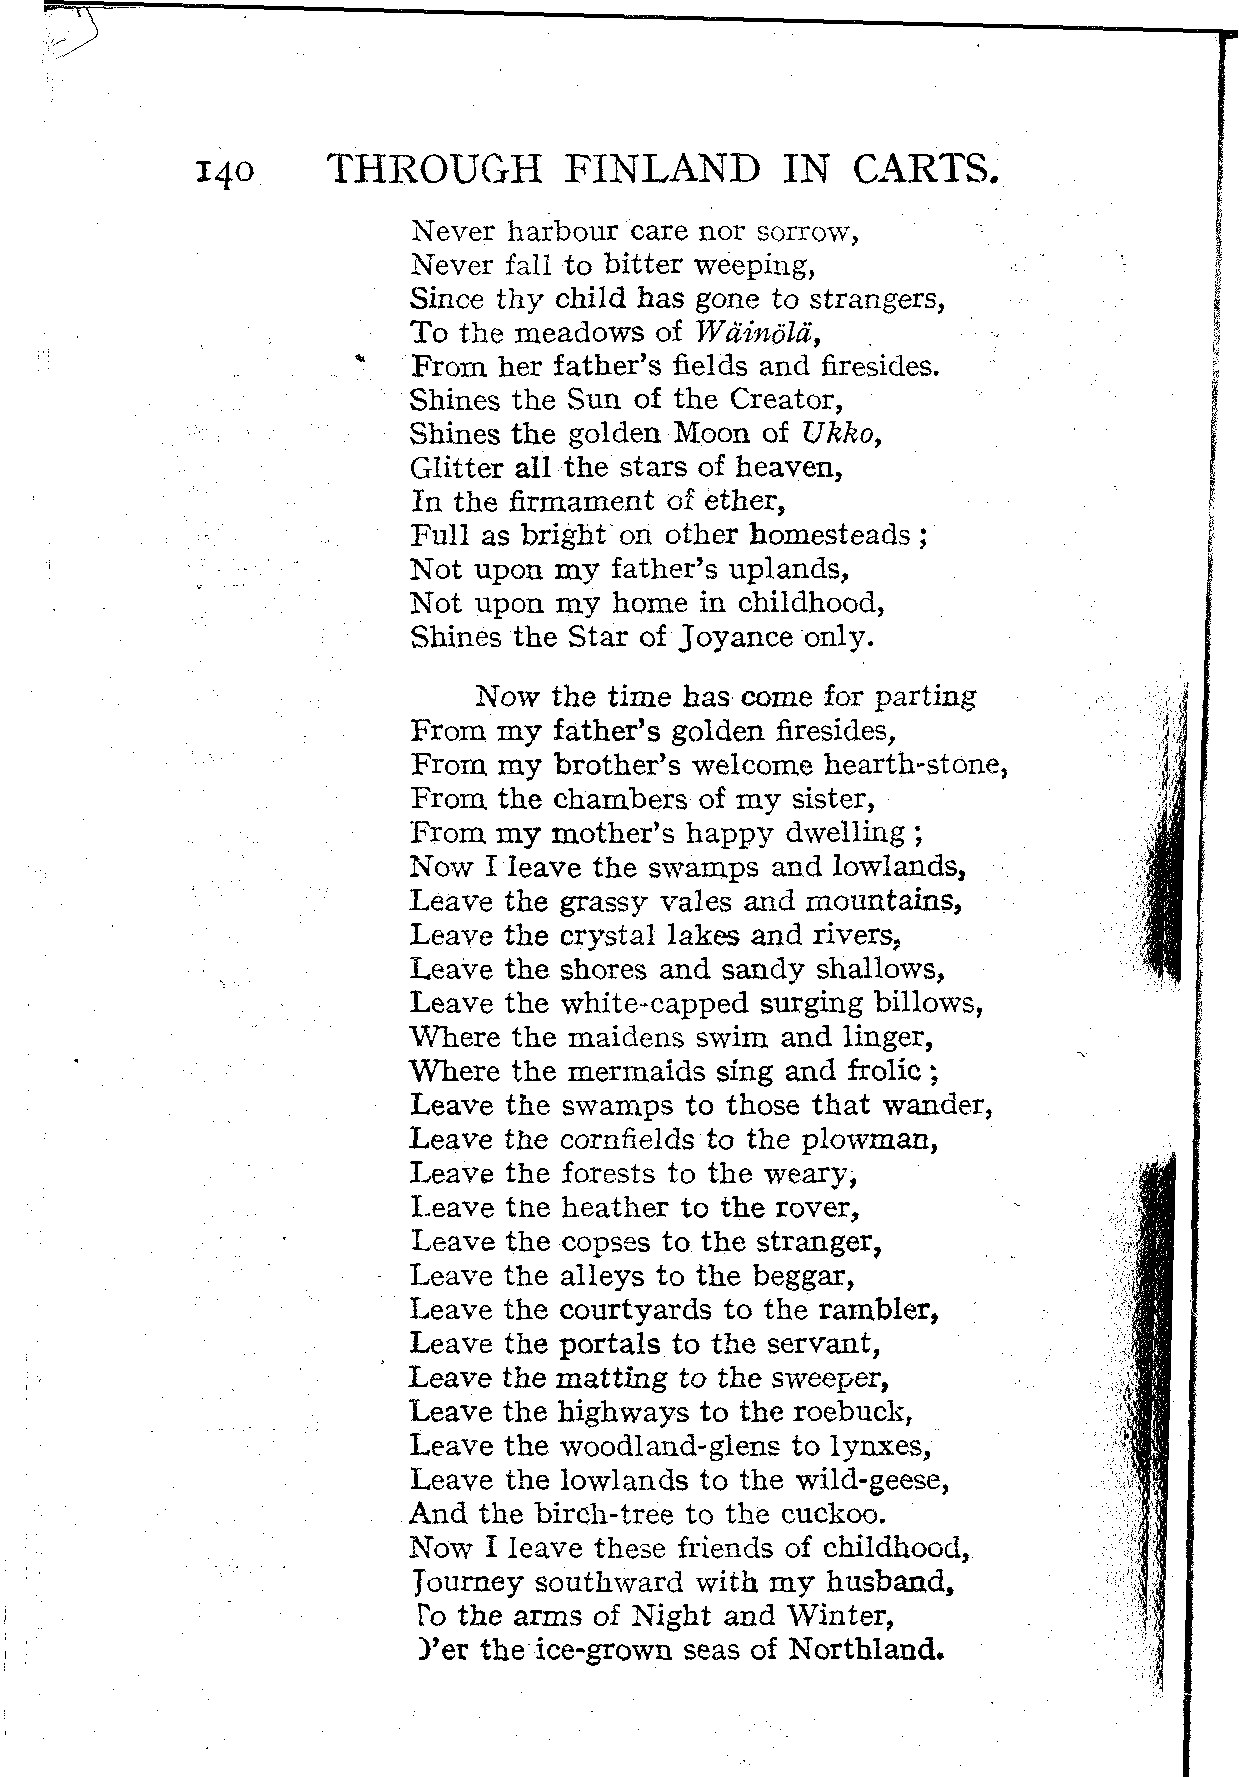 140 THROUGH FINLAND IN CARTS.
Never harbour care nor sorrow,
Never fall to bitter weeping,
Since thy child has gone to strangers,
To the meadows of Wäinölä,
From her father's fields and firesides.
Shines the Sun of the Creator,
Shines the golden Moon of Ukko,
Glitter all the stars of heaven,
In the firmament of ether,
Full as bright on other homesteads ;
Not upon my father's uplands,
Not upon my home in childhood,
Shines the Star of Joyance only.
Now the time has come for parting
From my father's golden firesides,
From my brother's welcome hearth-stone,
From the chambers of my sister,
From my mother's happy dwelling ;
Now I leave the swamps and lowlands,
Leave the grassy vales and mountains,
Leave the crystal lakes and rivers,
Leave the shores and sandy shallows,
Leave the white-capped surging billows,
Where the maidens swim and linger,
Where the mermaids sing and frolic ;
Leave the swamps to those that wander,
Leave the cornfields to the plowman,
Leave the forests to the weary,
Leave the heather to the rover,
Leave the copses to the stranger,
Leave the alleys to the beggar,
Leave the courtyards to the rambler,
Leave the portals to the servant,
Leave the matting to the sweeper,
Leave the highways to the roebuck,
Leave the woodland-glens to lynxes,
Leave the lowlands to the wild-geese,
And the birch-tree to the cuckoo.
Now I leave these friends of childhood,
Journey southward with my husband,
To the arms of Night and Winter,
O'er the ice-grown seas of Northland.